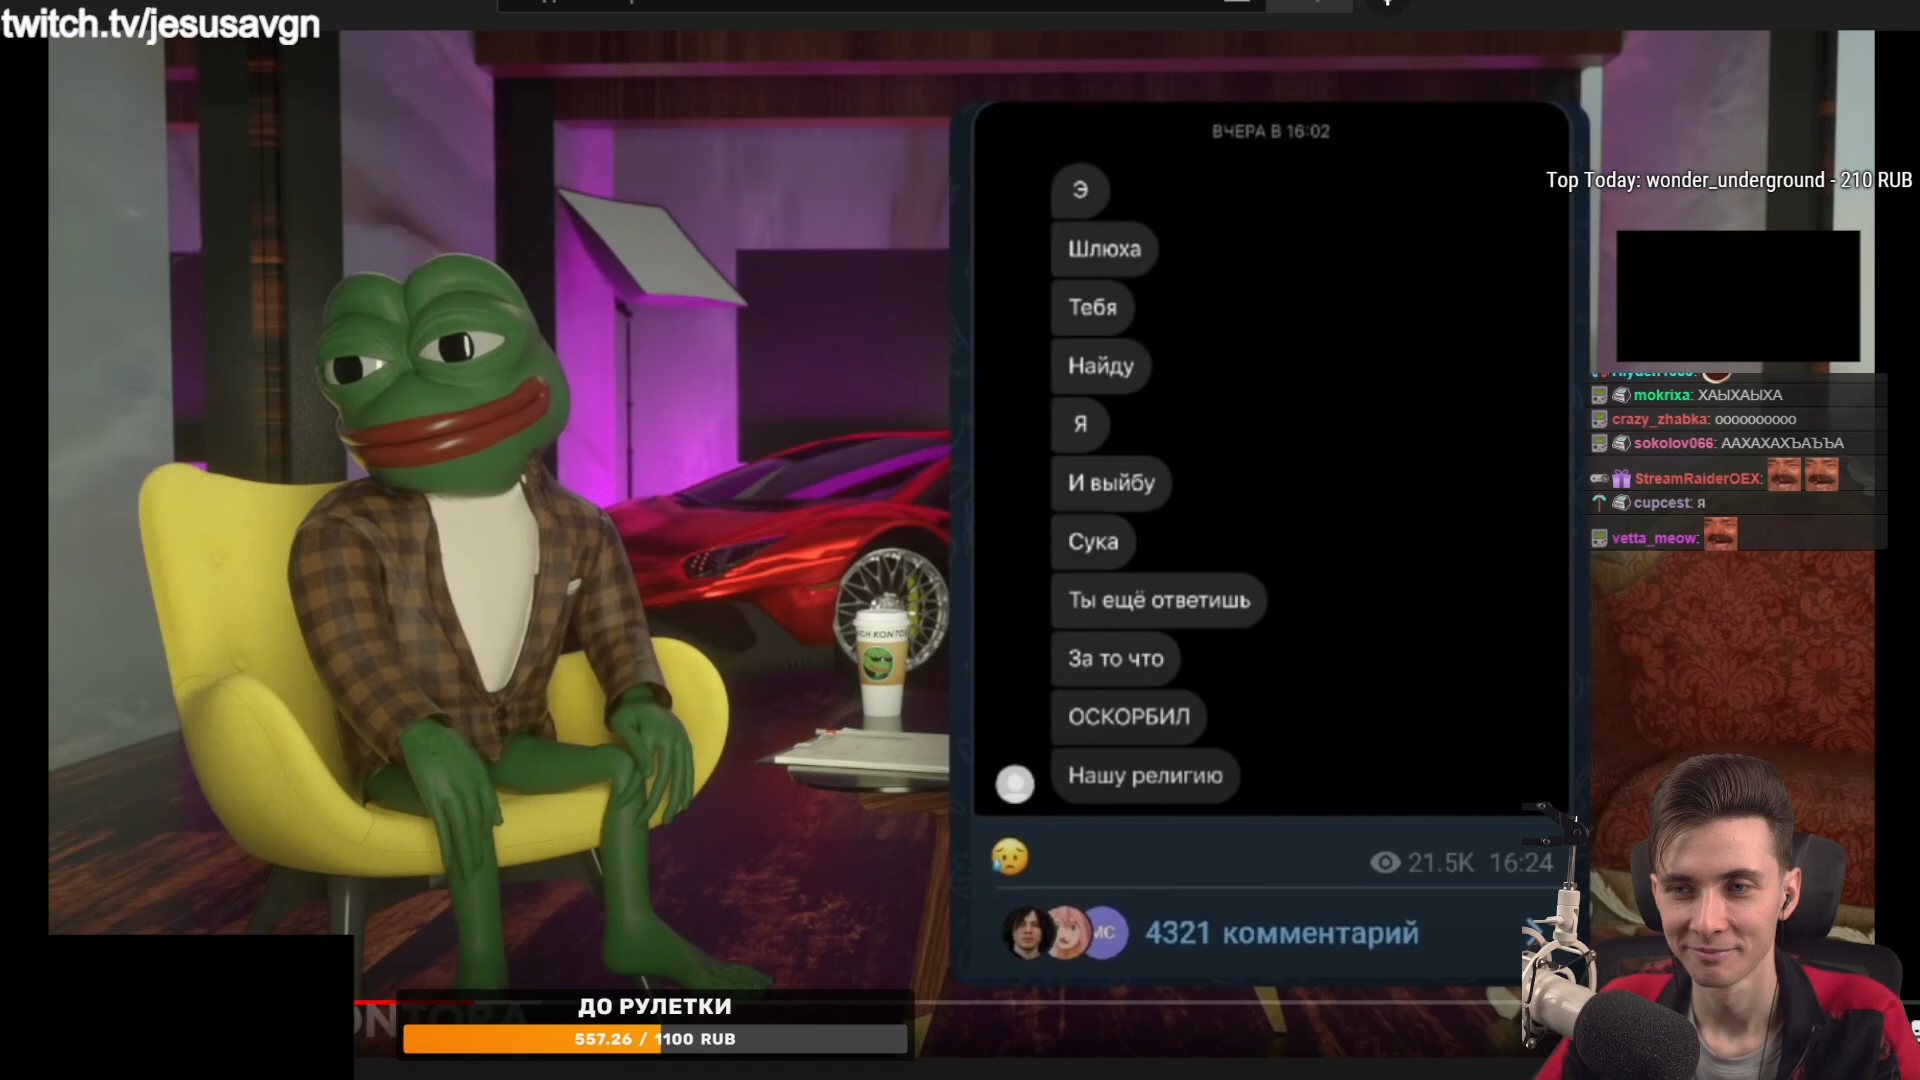 twitch.tv/jesusavgn
ВЧЕРА В 16:02
Э
Шлюха
Тебя
Найду
Я
И выйбу
Сука
Ты ещё ответишь
За то что
ОСКОРБИЛ
Нашу религию
21.5K 16:24
MC
4321 комментарий
Top Today: wonder_underground - 210 RUB
mokrixa: ХАЫХАЫХА
crazy_zhabka: оооооооооо
sokolov066: ААХАХАХЪАЪЪА
StreamRaiderOEX:
cupcest: я
vetta_meow:
ДО РУЛЕТКИ
557.26 / 1100 RUB